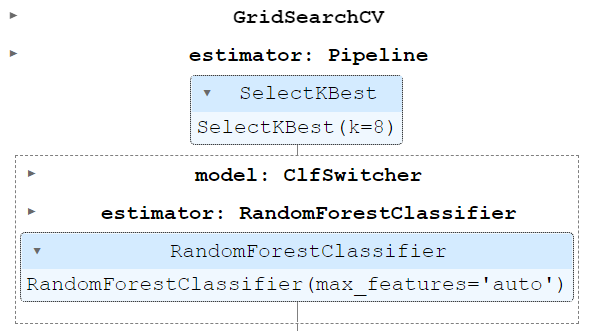 GridSearchCV
estimator: Pipeline
SelectKBest
SelectKBest(k=8)
model: ClfSwitcher
estimator: RandomForestClassifier
RandomForestClassifier
RandomForestClassifier(max_features='auto')